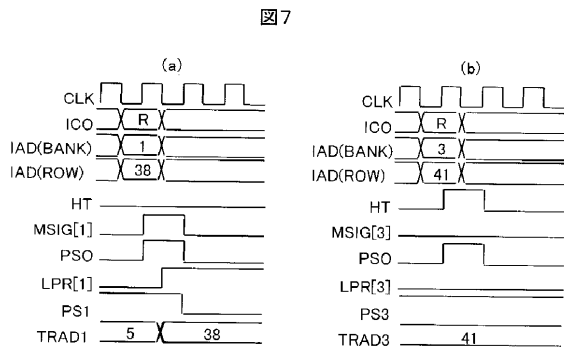 図7
(a)
CLK
ICO R
IAD(BANK) 1
IAD(ROW) 38
HT
MSIG[1]
PSO
LPR[1]
PS1
TRAD1 5 38
(b)
CLK
ICO R
IAD(BANK) 3
IAD(ROW) 41
HT
MSIG[3]
PSO
LPR[3]
PS3
TRAD3 41